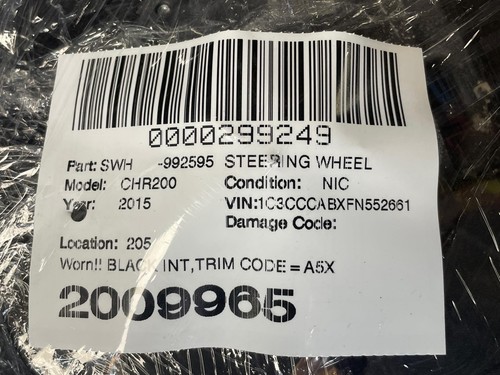 0000299249
Part: SWH -992595 STEERING WHEEL
Model: CHR200 Condition: NIC
Year: 2015 VIN:1C3CCCABXFN552661
Damage Code:
Location: 205
Worn!! BLACK INT,TRIM CODE = A5X
2009965